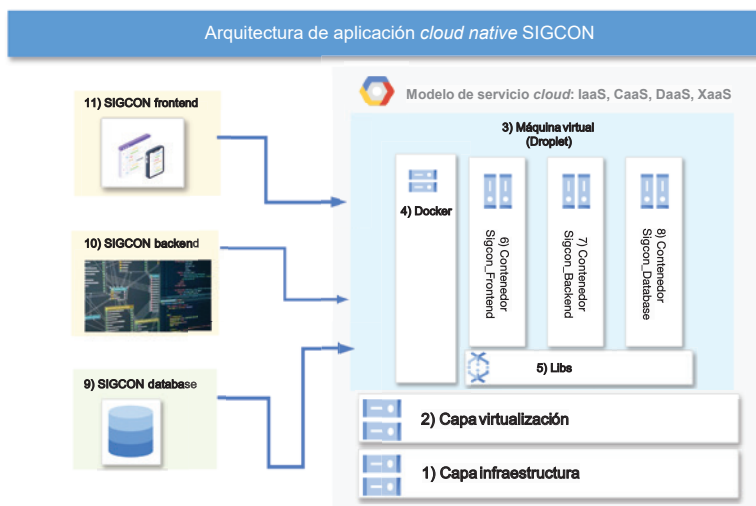 Arquitectura de aplicación cloud native SIGCON
11) SIGCON frontend
Modelo de servicio cloud: IaaS, CaaS, DaaS, XaaS
3) Máquina virtual
(Droplet)
4) Docker
6) Contenedor
Sigcon_Frontend
7) Contenedor
Sigcon_Backend
8) Contenedor
Sigcon_Database
10) SIGCON backend
5) Libs
9) SIGCON database
2) Capa virtualización
1) Capa infraestructura